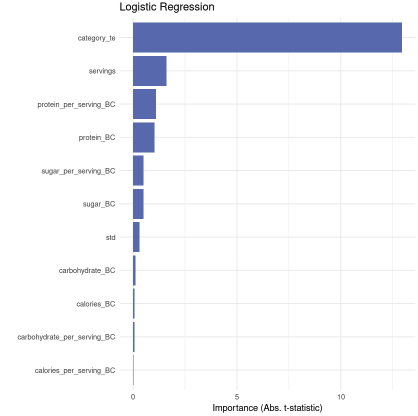 Logistic Regression
category_te
servings
protein_per_serving_BC
protein_BC
sugar_per_serving_BC
sugar_BC
std
carbohydrate_BC
calories_BC
carbohydrate_per_serving_BC
calories_per_serving_BC
0 5 10
Importance (Abs. t-statistic)